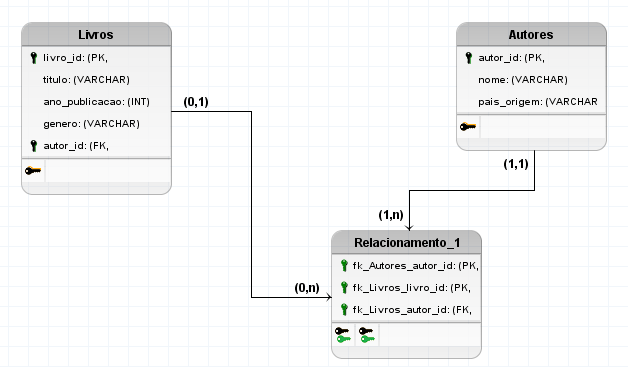 Livros
livro_id: (PK,
titulo: (VARCHAR)
ano_publicacao: (INT)
genero: (VARCHAR)
autor_id: (FK,
Autores
autor_id: (PK,
nome: (VARCHAR)
pais_origem: (VARCHAR
(0,1)
(1,1)
(1,n)
(0,n)
Relacionamento_1
fk_Autores_autor_id: (PK,
fk_Livros_livro_id: (PK,
fk_Livros_autor_id: (FK,